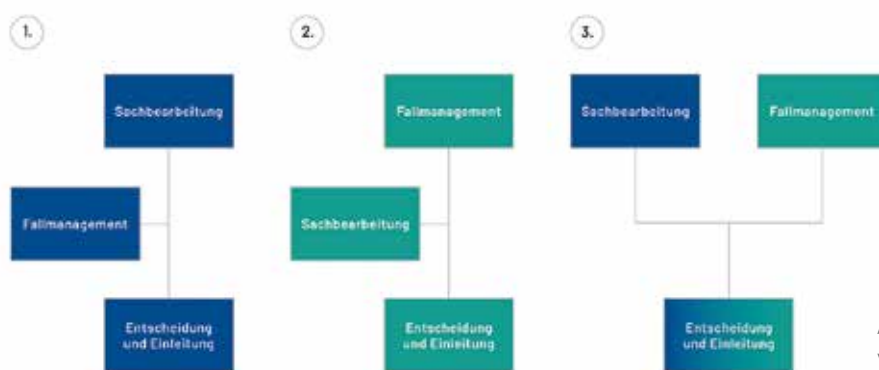 1.
Sachbearbeitung
Fallmanagement
Entscheidung
und Einleitung
2.
Fallmanagement
Sachbearbeitung
Entscheidung
und Einleitung
3.
Sachbearbeitung
Fallmanagement
Entscheidung
und Einleitung